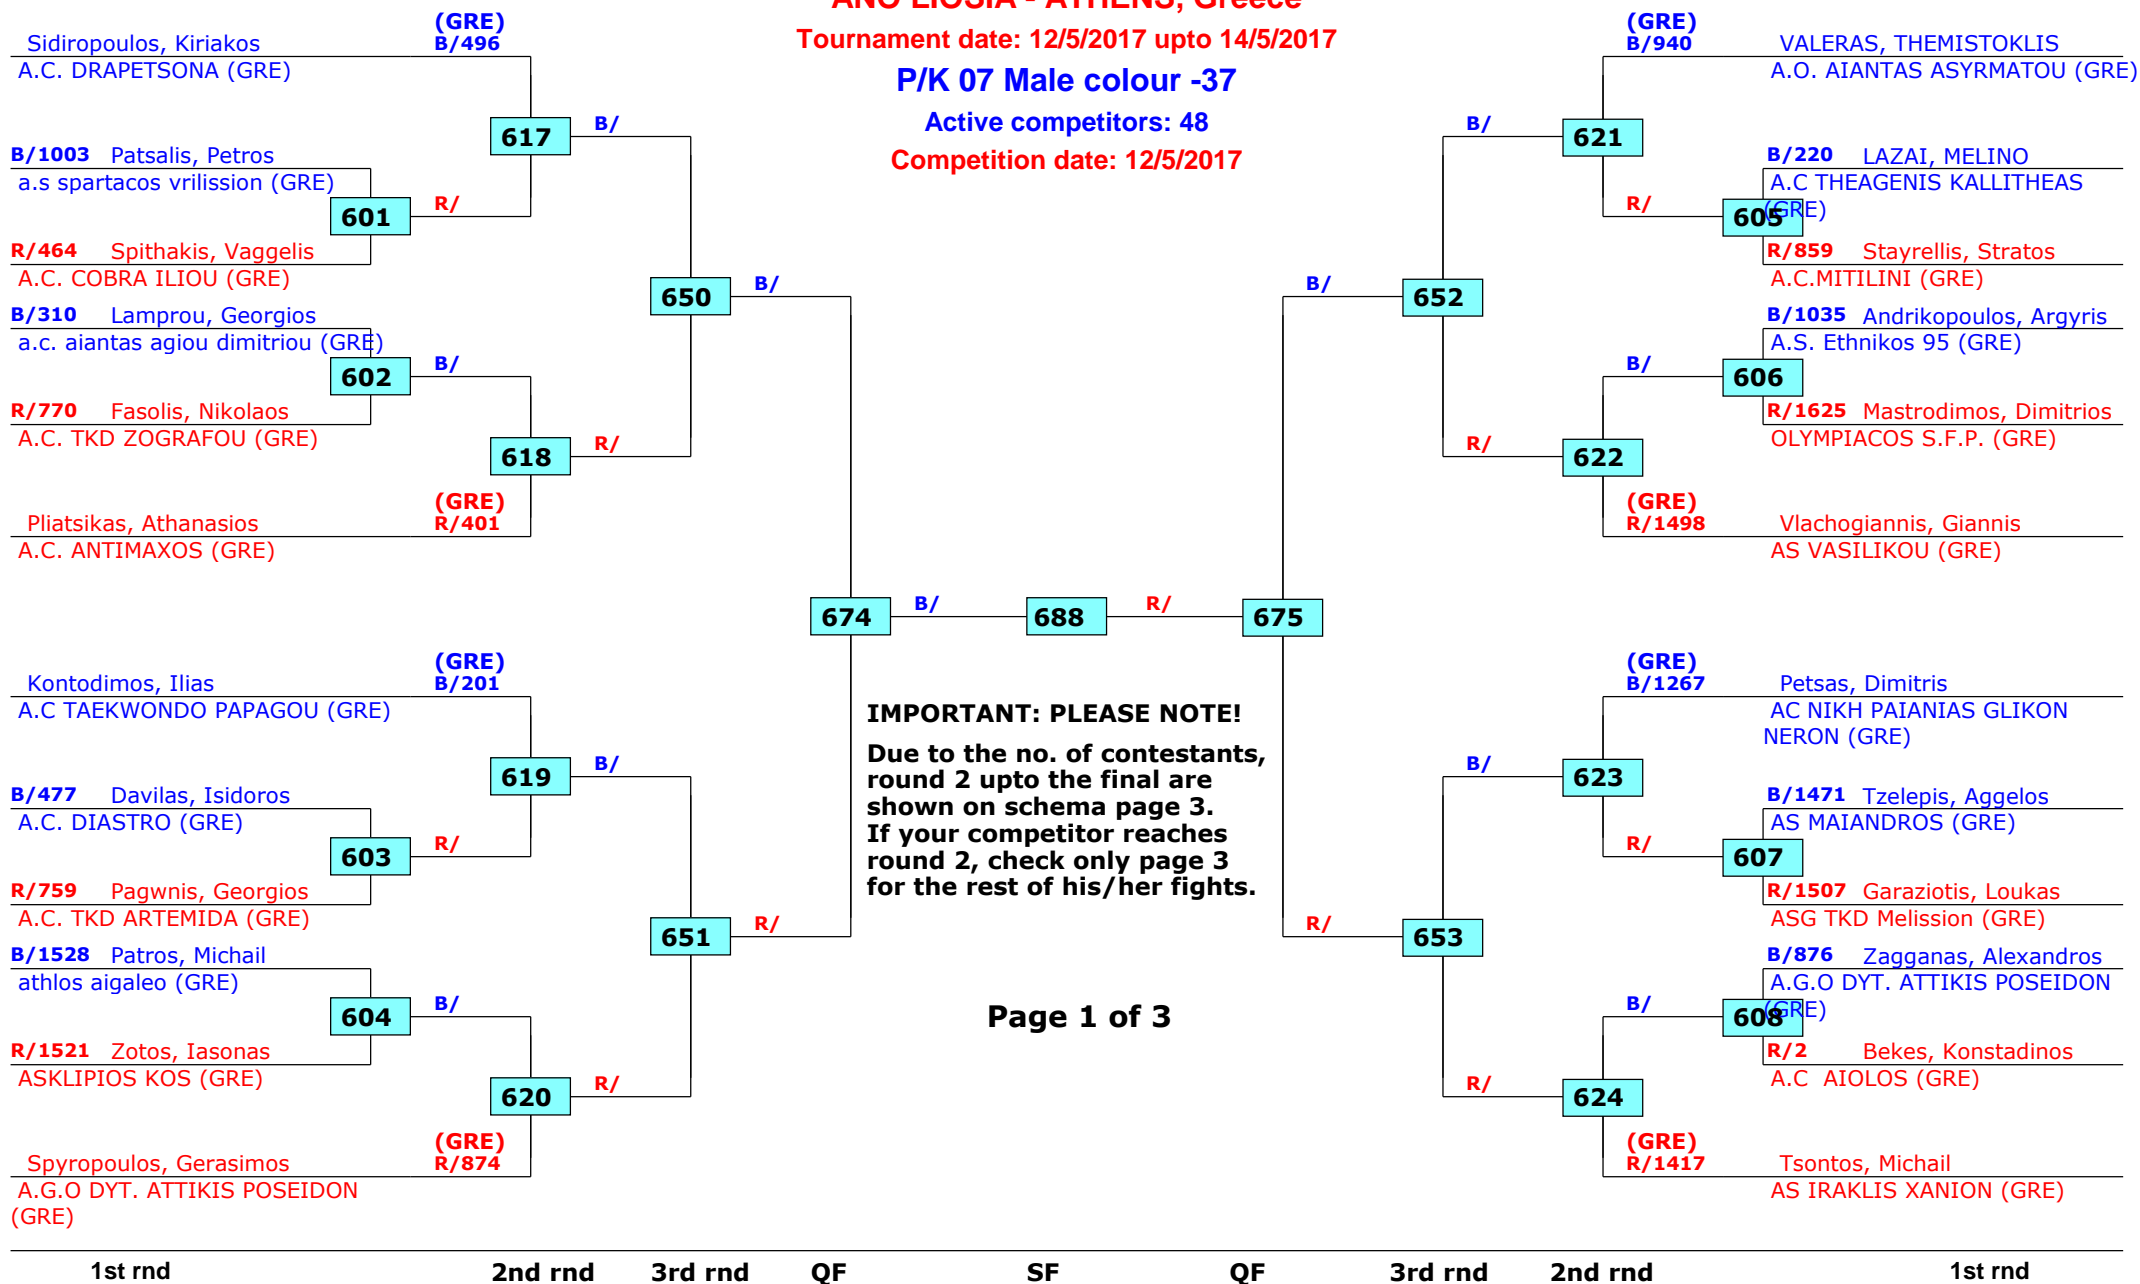 ANO LIOSIA - ATHENS, Greece
Tournament date: 12/5/2017 upto 14/5/2017
P/K 07 Male colour -37
Active competitors: 48
Competition date: 12/5/2017
(GRE)
Sidiropoulos, Kiriakos B/496
A.C. DRAPETSONA (GRE)
617 B/
B/1003 Patsalis, Petros
a.s spartacos vrilission (GRE)
601 R/
R/464 Spithakis, Vaggelis
A.C. COBRA ILIOU (GRE)
650 B/
B/310 Lamprou, Georgios
a.c. aiantas agiou dimitriou (GRE)
602 B/
R/770 Fasolis, Nikolaos
A.C. TKD ZOGRAFOU (GRE)
618 R/
(GRE)
Pliatsikas, Athanasios R/401
A.C. ANTIMAXOS (GRE)
674 B/ 688 R/ 675
(GRE)
Kontodimos, Ilias B/201
A.C TAEKWONDO PAPAGOU (GRE)
619 B/
B/477 Davilas, Isidoros
A.C. DIASTRO (GRE)
603 R/
R/759 Pagwnis, Georgios
A.C. TKD ARTEMIDA (GRE)
651 R/
B/1528 Patros, Michail
athlos aigaleo (GRE)
604 B/
R/1521 Zotos, Iasonas
ASKLIPIOS KOS (GRE)
620 R/
(GRE)
Spyropoulos, Gerasimos R/874
A.G.O DYT. ATTIKIS POSEIDON
(GRE)
IMPORTANT: PLEASE NOTE!
Due to the no. of contestants,
round 2 upto the final are
shown on schema page 3.
If your competitor reaches
round 2, check only page 3
for the rest of his/her fights.
Page 1 of 3
(GRE)
B/940 VALERAS, THEMISTOKLIS
A.O. AIANTAS ASYRMATOU (GRE)
B/ 621
B/220 LAZAI, MELINO
A.C THEAGENIS KALLITHEAS
(GRE)
R/ 605
R/859 Stayrellis, Stratos
A.C.MITILINI (GRE)
B/ 652
B/1035 Andrikopoulos, Argyris
A.S. Ethnikos 95 (GRE)
B/ 606
R/1625 Mastrodimos, Dimitrios
OLYMPIACOS S.F.P. (GRE)
R/ 622
(GRE)
R/1498 Vlachogiannis, Giannis
AS VASILIKOU (GRE)
(GRE)
B/1267 Petsas, Dimitris
AC NIKH PAIANIAS GLIKON
NERON (GRE)
B/ 623
B/1471 Tzelepis, Aggelos
AS MAIANDROS (GRE)
R/ 607
R/1507 Garaziotis, Loukas
ASG TKD Melission (GRE)
R/ 653
B/876 Zagganas, Alexandros
A.G.O DYT. ATTIKIS POSEIDON
(GRE)
B/ 608
R/2 Bekes, Konstadinos
A.C  AIOLOS (GRE)
R/ 624
(GRE)
R/1417 Tsontos, Michail
AS IRAKLIS XANION (GRE)
1st rnd 2nd rnd 3rd rnd QF SF QF 3rd rnd 2nd rnd 1st rnd